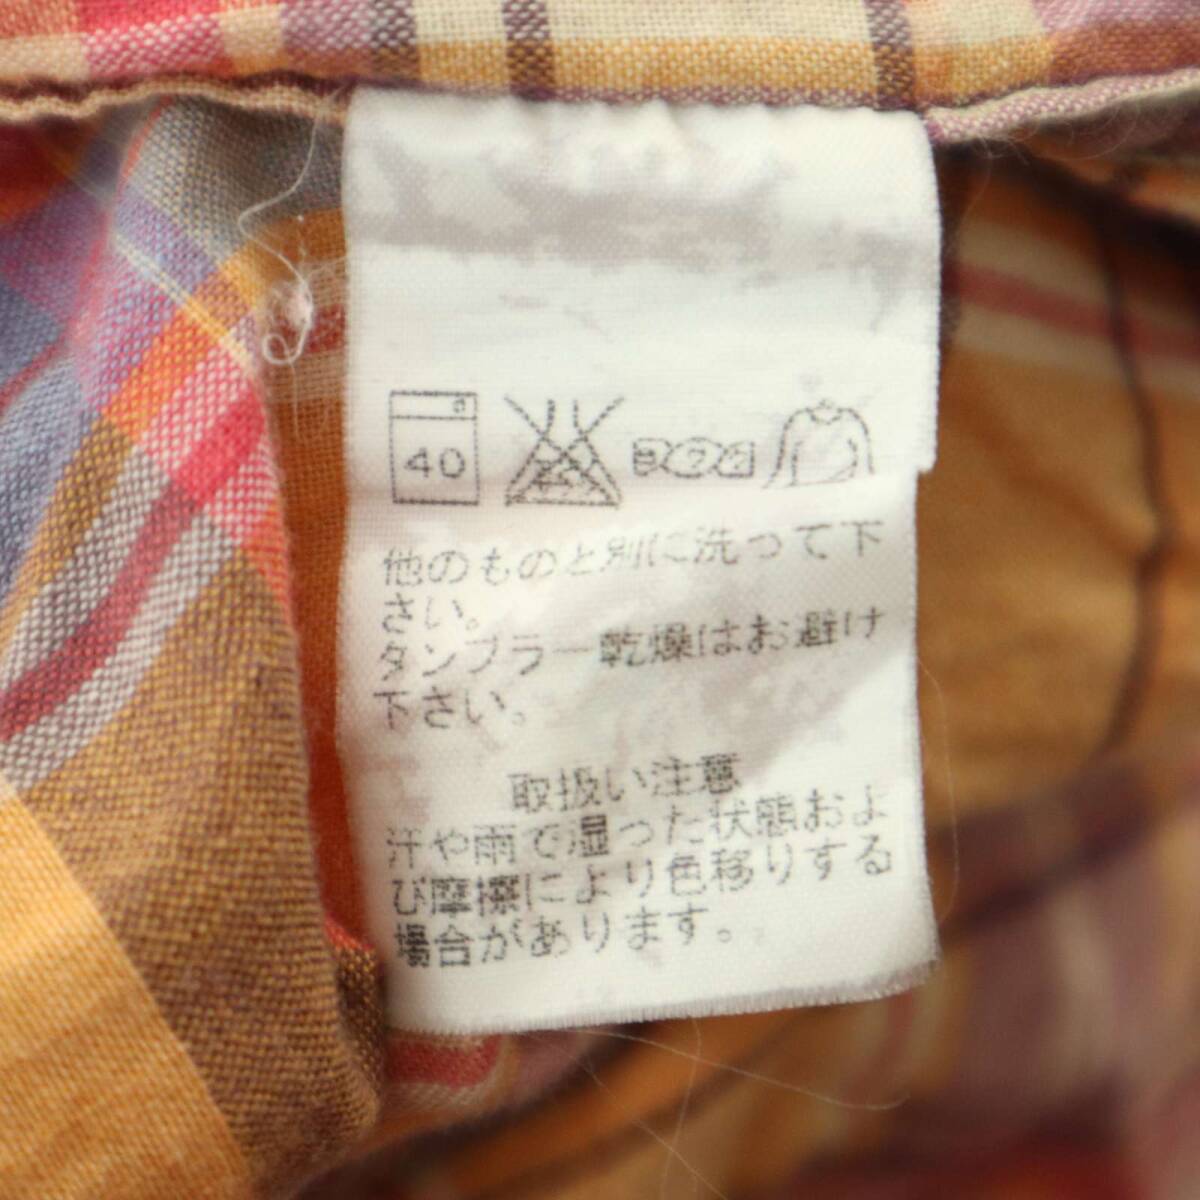 40
他のものと別に洗って下
さい。
タンブラー乾燥はお避け
下さい。
取扱い注意
汗や雨で湿った状態およ
び摩擦により色移りする
場合があります。